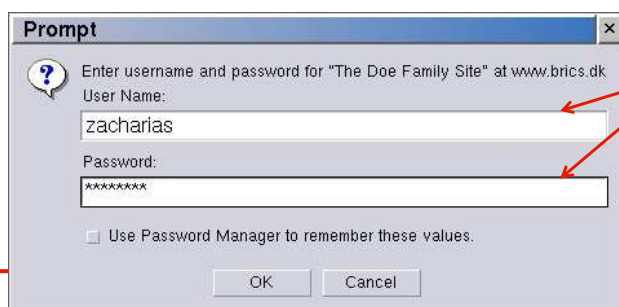 Prompt
Enter username and password for "The Doe Family Site" at www.brics.dk
User Name:
zacharias
Password:
********
Use Password Manager to remember these values.
OK Cancel